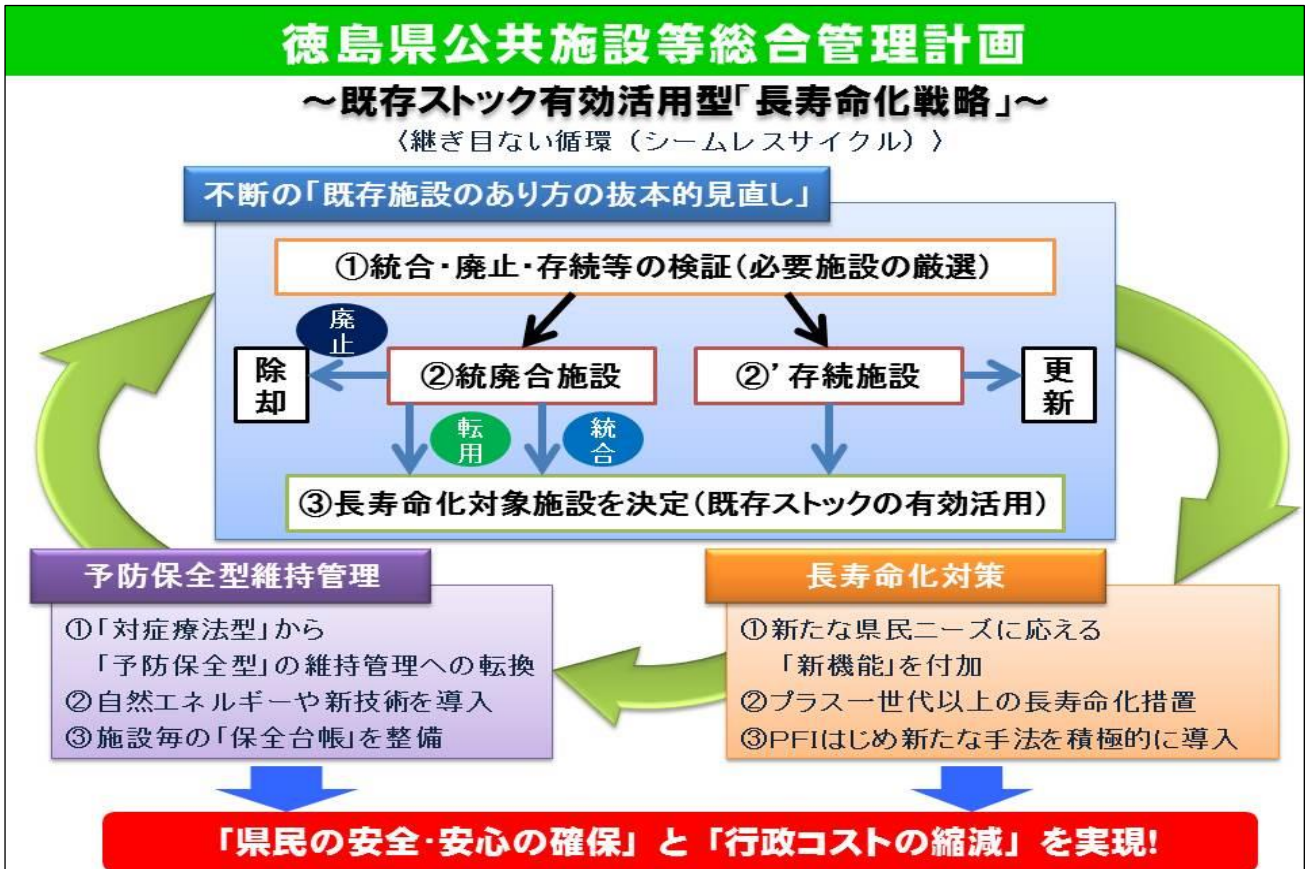 徳島県公共施設等総合管理計画
～既存ストック有効活用型「長寿命化戦略」～
〈継ぎ目ない循環（シームレスサイクル）〉
不断の「既存施設のあり方の抜本的見直し」
①統合・廃止・存続等の検証(必要施設の厳選)
廃止
除却
②統廃合施設
②’存続施設
更新
転用
統合
③長寿命化対象施設を決定(既存ストックの有効活用)
予防保全型維持管理
①「対症療法型」から
「予防保全型」の維持管理への転換
②自然エネルギーや新技術を導入
③施設毎の「保全台帳」を整備
長寿命化対策
①新たな県民ニーズに応える
「新機能」を付加
②プラス一世代以上の長寿命化措置
③PFIはじめ新たな手法を積極的に導入
「県民の安全・安心の確保」と「行政コストの縮減」を実現!